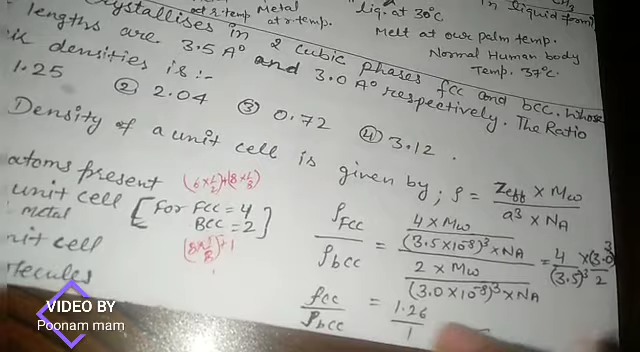 at r.temp Metal
at r-temp.
liq. at 30°C
in liquid from
Melt at our palm temp.
Normal Human body
Temp. 37°C.
crystallises in 2 cubic phases fcc and bcc. whose
lengths are 3.5 A° and 3.0 A° respectively. The Ratio
densities is :-
1.25 ② 2.04 ③ 0.72 ④ 3.12 .
Density of a unit cell is given by ; ρ = Zeff × Mw / a³ × NA
atoms present (6×1/2)+(8×1/8)
unit cell [ For FCC = 4
Metal BCC = 2 ]
unit cell (8×1/8)+1
molecules
ρFCC / ρbcc = 4 × Mw / (3.5×10⁻⁸)³ × NA / 2 × Mw / (3.0×10⁻⁸)³ × NA = 4 × (3.0)³ / (3.5)³ 2
ρcc / ρbcc = 1.26 / 1
VIDEO BY
Poonam mam